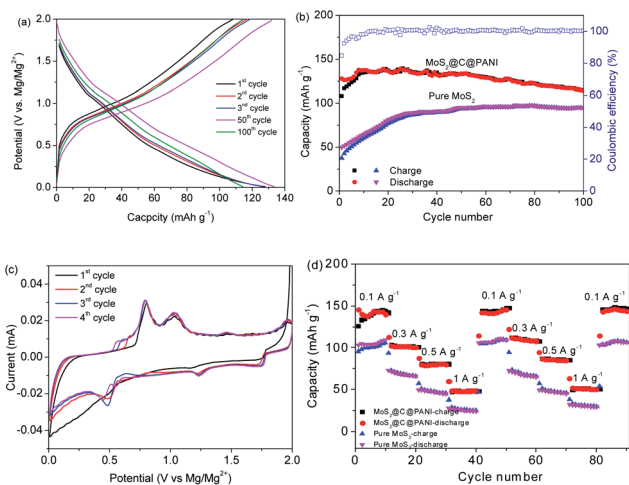 (a)
2.0
1.5
1.0
0.5
0.0
Potential (V vs. Mg/Mg2+)
1st cycle
2nd cycle
3rd cycle
50th cycle
100th cycle
0 20 40 60 80 100 120 140
Cacpcity (mAh g-1)
(b)
200
150
100
50
0
Capacity (mAh g-1)
MoS2@C@PANI
Pure MoS2
Charge
Discharge
100
80
60
40
20
0
Coulombic efficiency (%)
0 20 40 60 80 100
Cycle number
(c)
0.04
0.02
0.00
-0.02
-0.04
Current (mA)
1st cycle
2nd cycle
3rd cycle
4th cycle
0.0 0.5 1.0 1.5 2.0
Potential (V vs Mg/Mg2+)
(d)
200
150
100
50
0
Capacity (mAh g-1)
0.1 A g-1
0.3 A g-1
0.5 A g-1
1 A g-1
0.1 A g-1
0.3 A g-1
0.5 A g-1
1 A g-1
0.1 A g-1
MoS2@C@PANI-charge
MoS2@C@PANI-discharge
Pure MoS2-charge
Pure MoS2-discharge
0 20 40 60 80
Cycle number